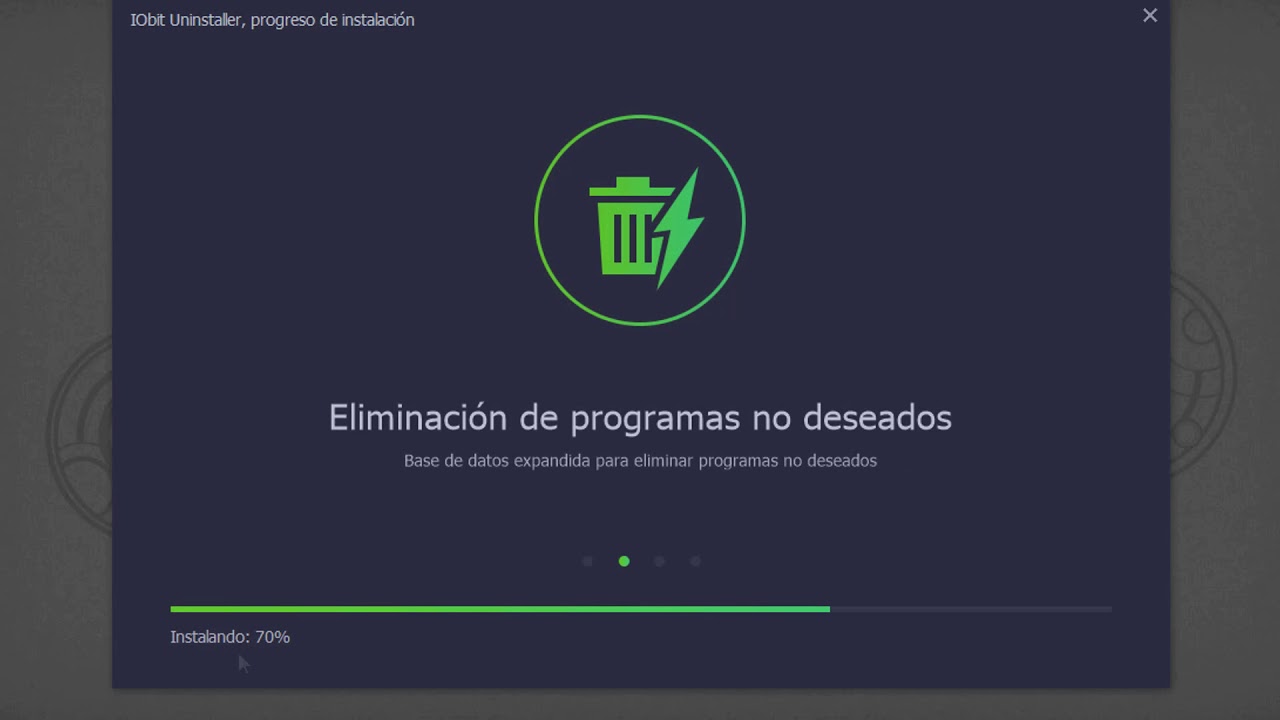 IObit Uninstaller, progreso de instalación
Eliminación de programas no deseados
Base de datos expandida para eliminar programas no deseados
Instalando: 70%